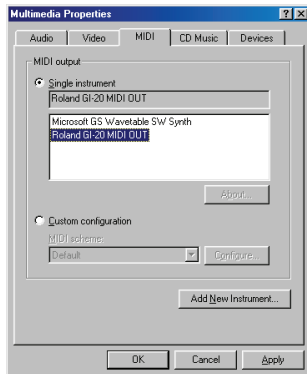 Multimedia Properties
Audio Video MIDI CD Music Devices
MIDI output
Single instrument
Roland GI-20 MIDI OUT
Microsoft GS Wavetable SW Synth
Roland GI-20 MIDI OUT
About...
Custom configuration
MIDI scheme:
Default Configure...
Add New Instrument...
OK Cancel Apply